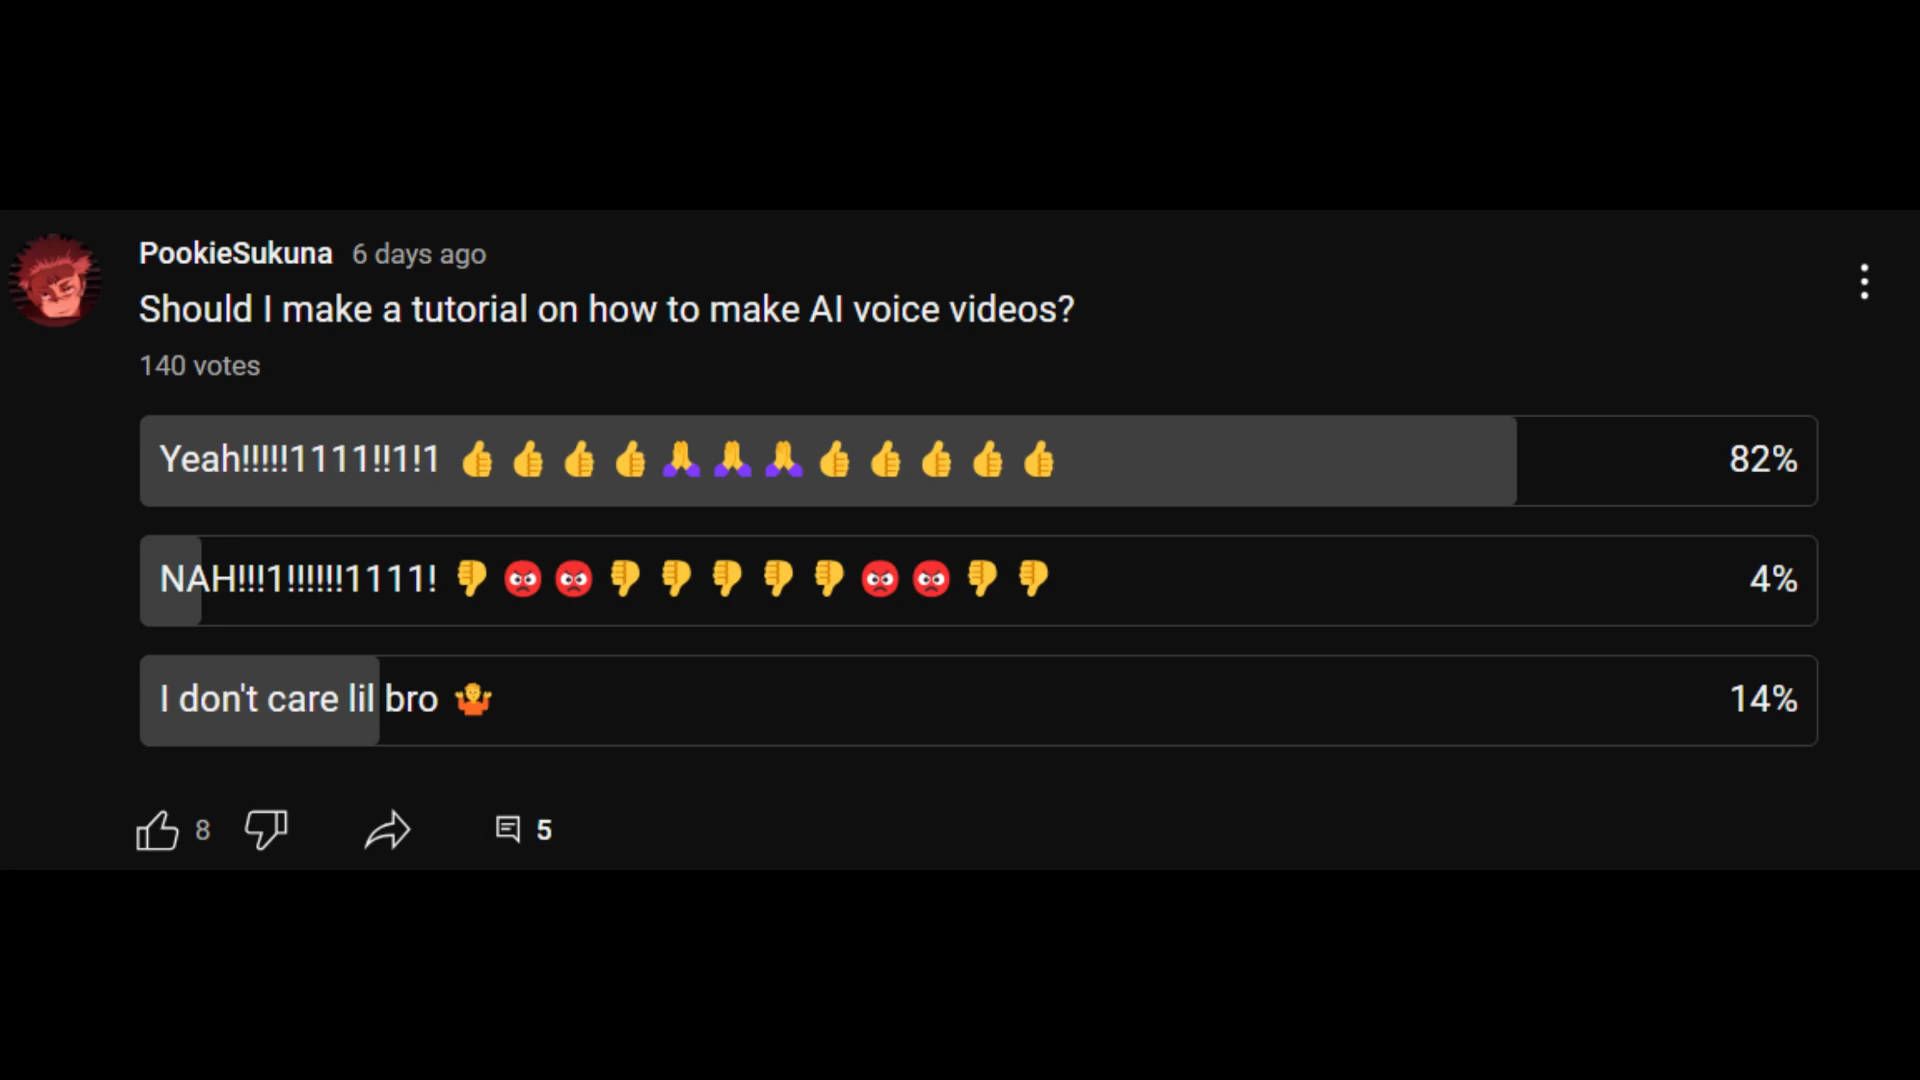 PookieSukuna 6 days ago
Should I make a tutorial on how to make AI voice videos?
140 votes
Yeah!!!!!1111!!1!1 👍👍👍👍🙏🙏🙏👍👍👍👍👍 82%
NAH!!!1!!!!!!1111! 👎😡😡👎👎👎👎👎😡😡👎👎 4%
I don't care lil bro 🤷 14%
8 5